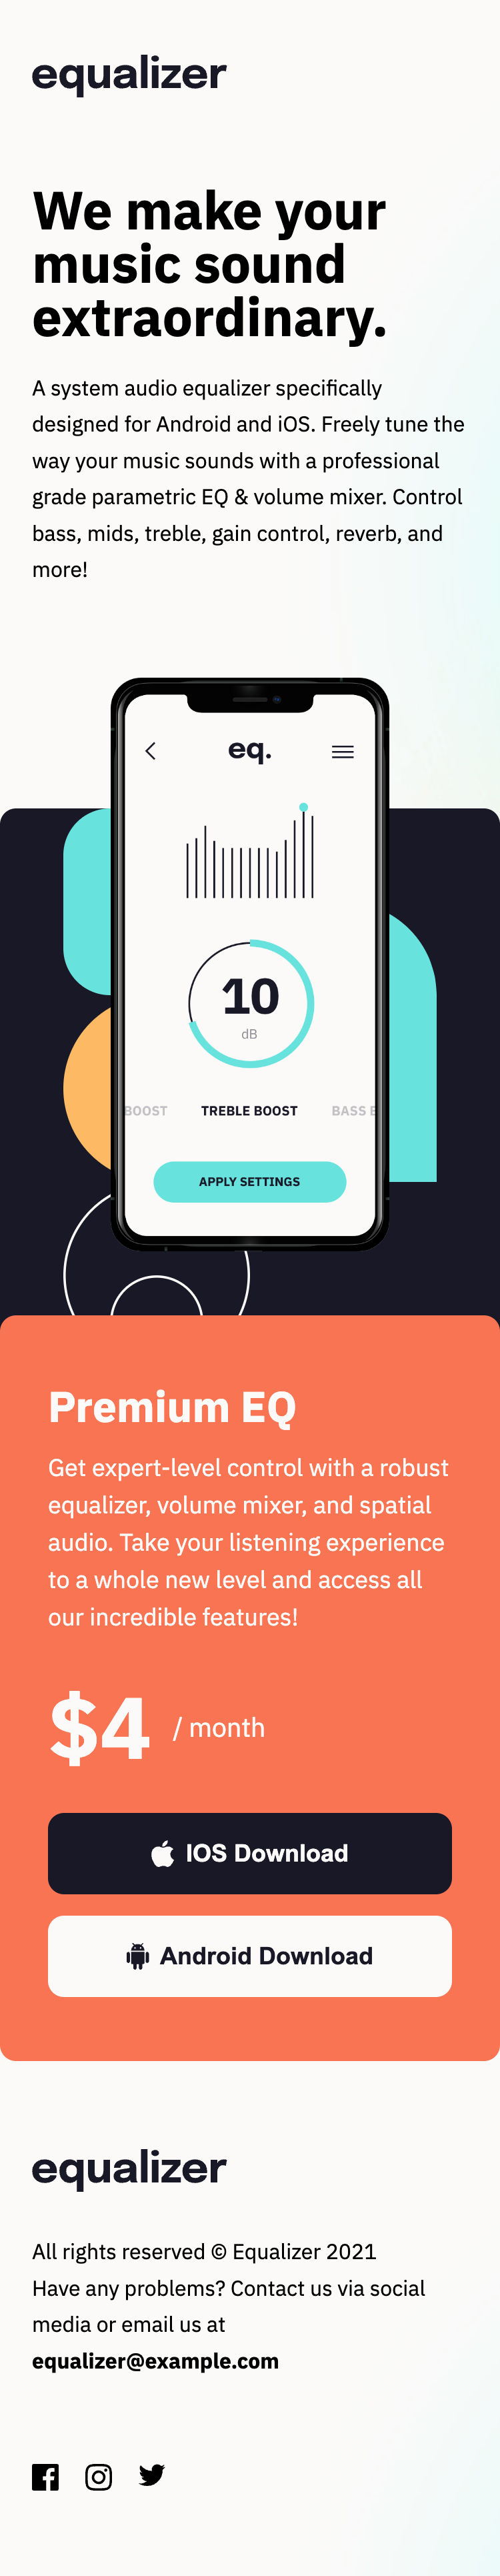 equalizer
We make your
music sound
extraordinary.
A system audio equalizer specifically
designed for Android and iOS. Freely tune the
way your music sounds with a professional
grade parametric EQ & volume mixer. Control
bass, mids, treble, gain control, reverb, and
more!
eq.
10
dB
BOOST TREBLE BOOST BASS
APPLY SETTINGS
Premium EQ
Get expert-level control with a robust
equalizer, volume mixer, and spatial
audio. Take your listening experience
to a whole new level and access all
our incredible features!
$4 / month
IOS Download
Android Download
equalizer
All rights reserved © Equalizer 2021
Have any problems? Contact us via social
media or email us at
equalizer@example.com